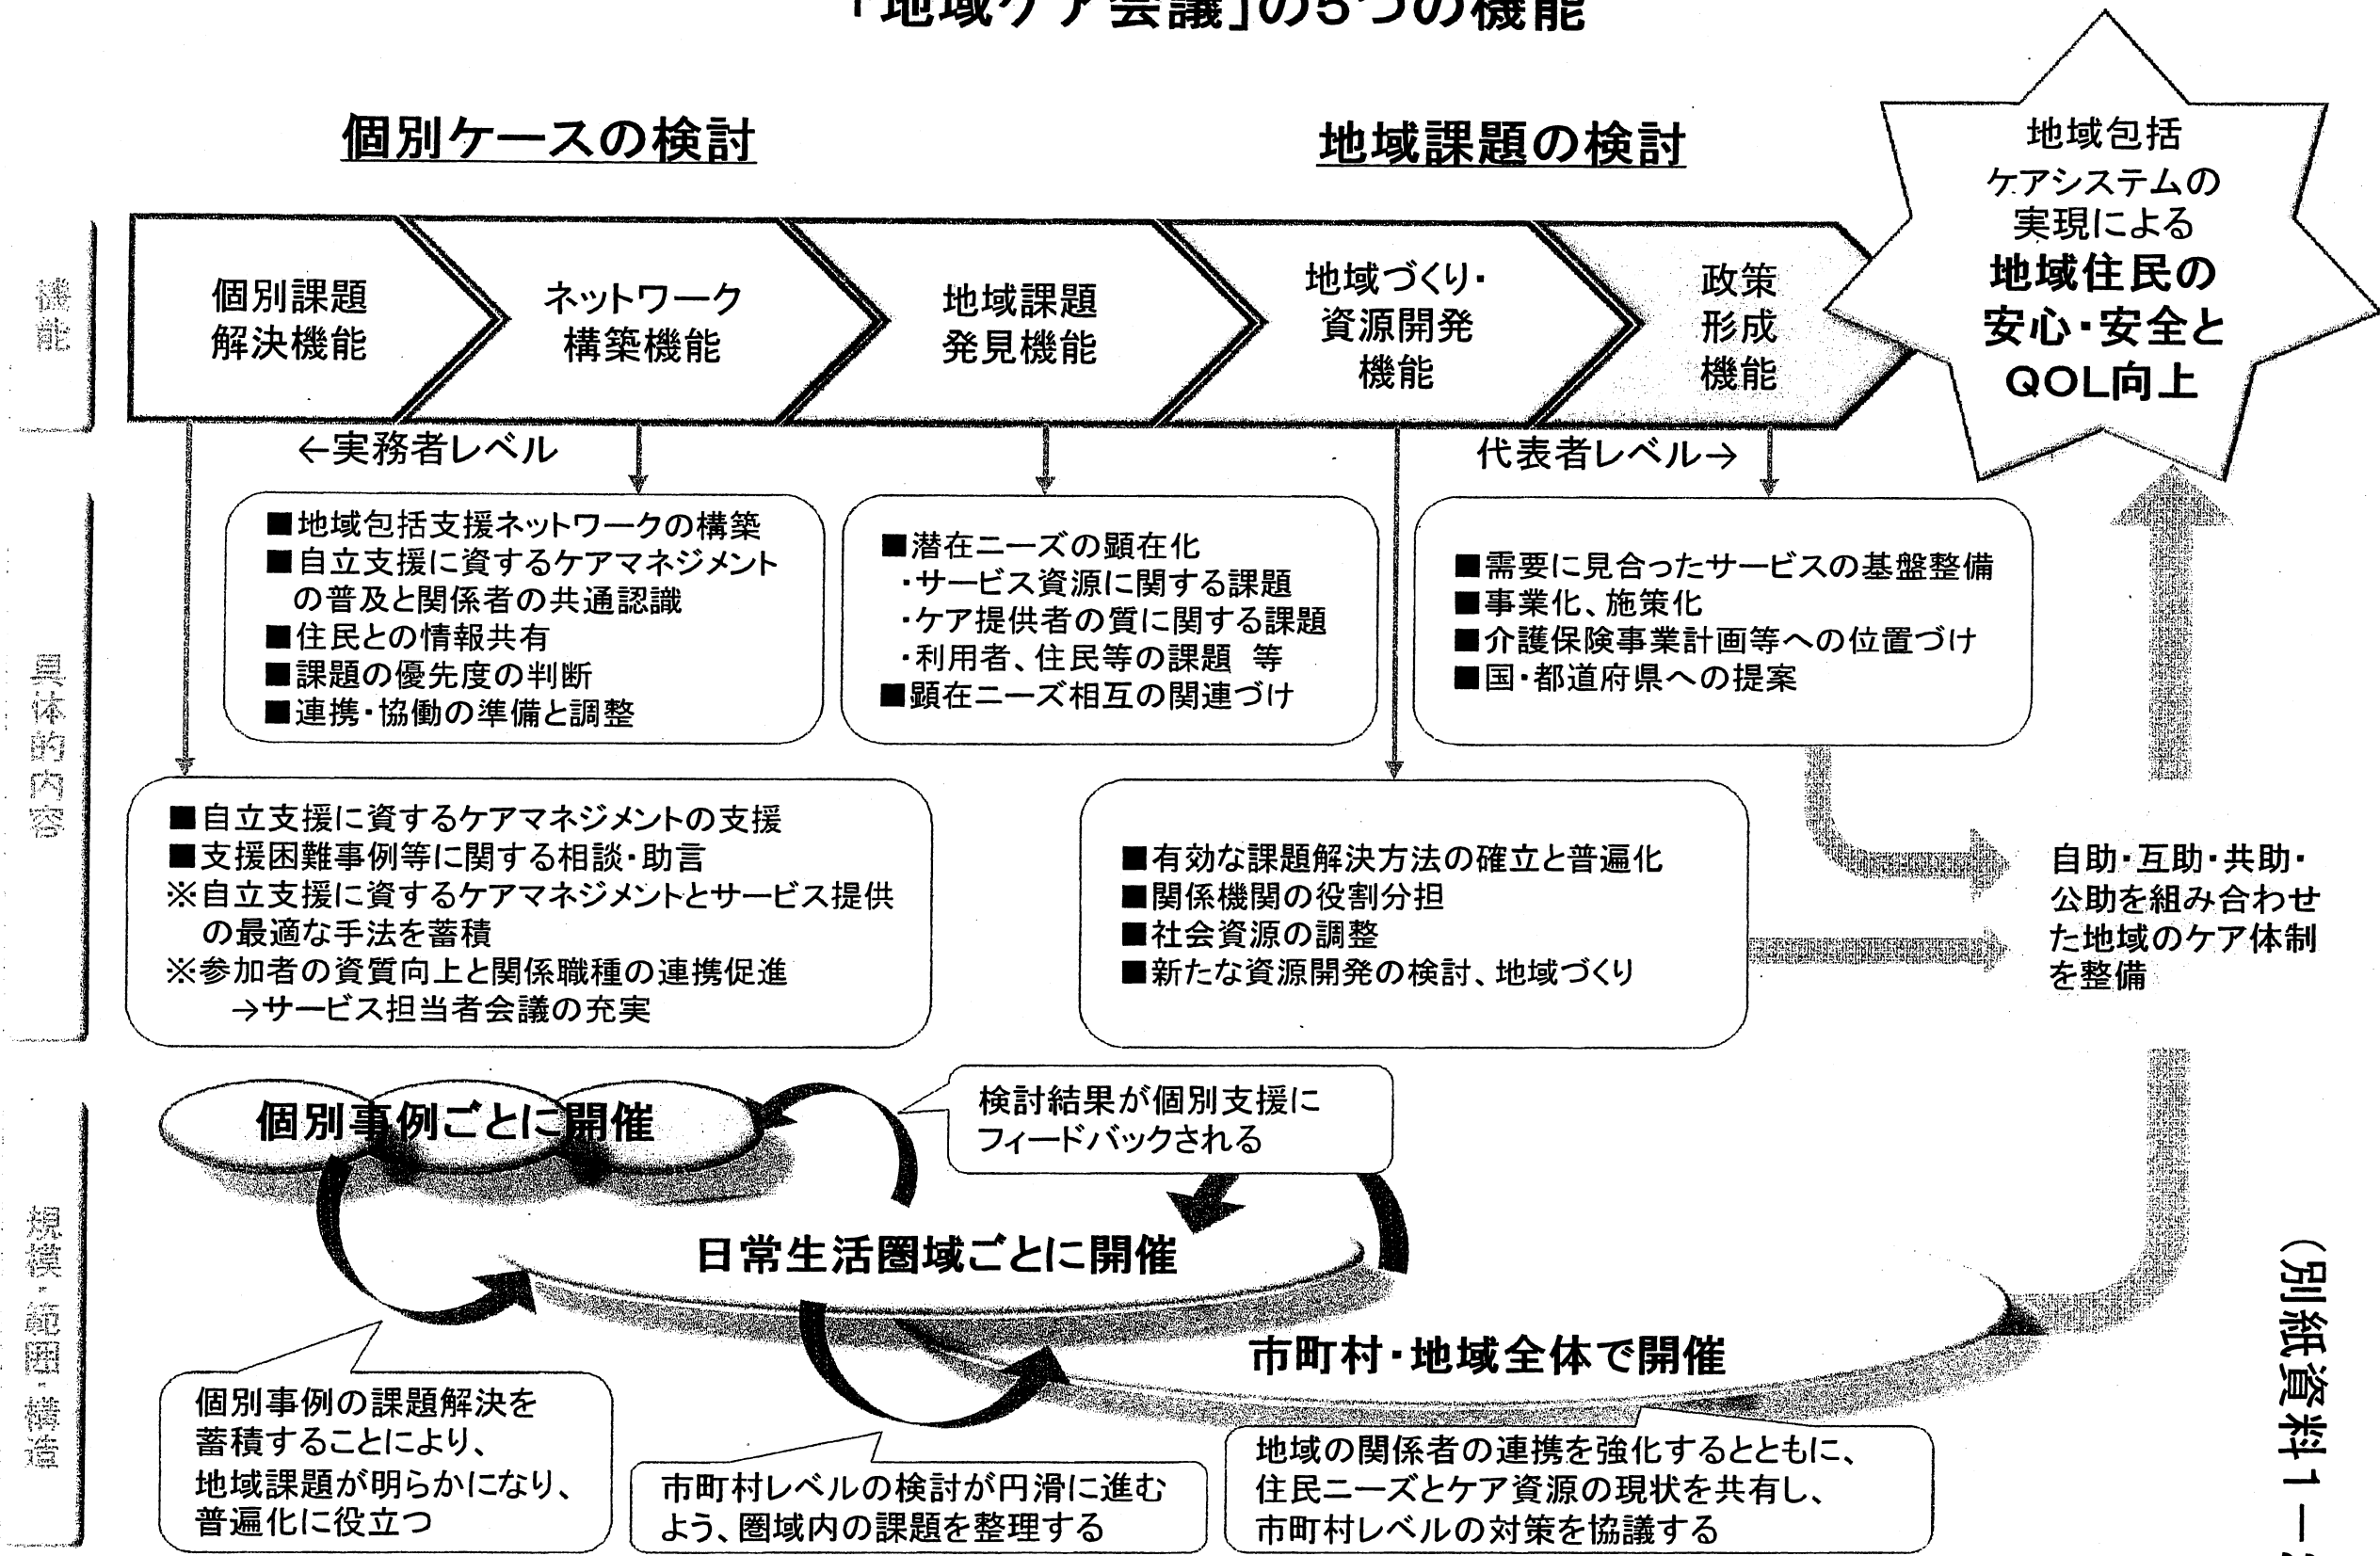 「地域ケア会議」の5つの機能
個別ケースの検討
地域課題の検討
地域包括
ケアシステムの
実現による
地域住民の
安心・安全と
QOL向上
機能
個別課題
解決機能
ネットワーク
構築機能
地域課題
発見機能
地域づくり・
資源開発
機能
政策
形成
機能
←実務者レベル
代表者レベル→
具体的内容
■地域包括支援ネットワークの構築
■自立支援に資するケアマネジメント
の普及と関係者の共通認識
■住民との情報共有
■課題の優先度の判断
■連携・協働の準備と調整
■潜在ニーズの顕在化
・サービス資源に関する課題
・ケア提供者の質に関する課題
・利用者、住民等の課題 等
■顕在ニーズ相互の関連づけ
■需要に見合ったサービスの基盤整備
■事業化、施策化
■介護保険事業計画等への位置づけ
■国・都道府県への提案
■自立支援に資するケアマネジメントの支援
■支援困難事例等に関する相談・助言
※自立支援に資するケアマネジメントとサービス提供
の最適な手法を蓄積
※参加者の資質向上と関係職種の連携促進
→サービス担当者会議の充実
■有効な課題解決方法の確立と普遍化
■関係機関の役割分担
■社会資源の調整
■新たな資源開発の検討、地域づくり
自助・互助・共助・
公助を組み合わせ
た地域のケア体制
を整備
規模・範囲・構造
個別事例ごとに開催
検討結果が個別支援に
フィードバックされる
日常生活圏域ごとに開催
市町村・地域全体で開催
個別事例の課題解決を
蓄積することにより、
地域課題が明らかになり、
普遍化に役立つ
市町村レベルの検討が円滑に進む
よう、圏域内の課題を整理する
地域の関係者の連携を強化するとともに、
住民ニーズとケア資源の現状を共有し、
市町村レベルの対策を協議する
（別紙資料1－